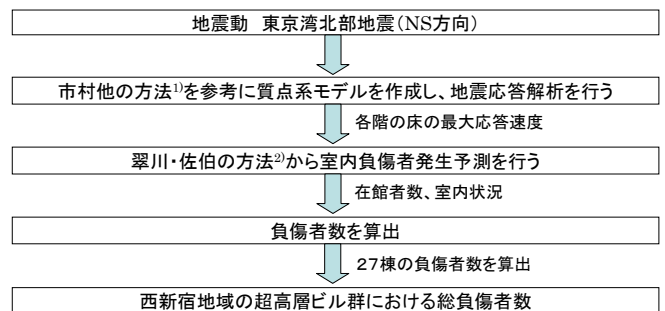 地震動　東京湾北部地震(NS方向)
市村他の方法1)を参考に質点系モデルを作成し、地震応答解析を行う
各階の床の最大応答速度
翠川・佐伯の方法2)から室内負傷者発生予測を行う
在館者数、室内状況
負傷者数を算出
27棟の負傷者数を算出
西新宿地域の超高層ビル群における総負傷者数